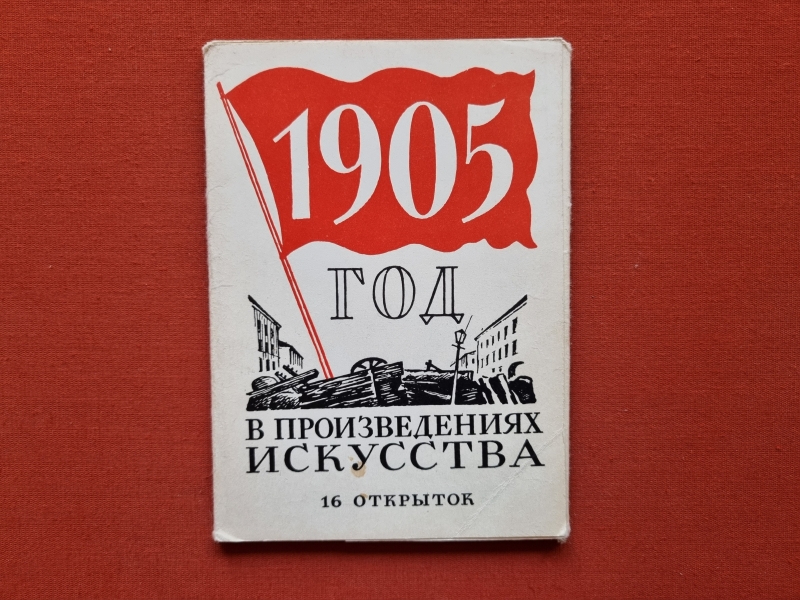 1905
ГОД
В ПРОИЗВЕДЕНИЯХ
ИСКУССТВА
16 ОТКРЫТОК